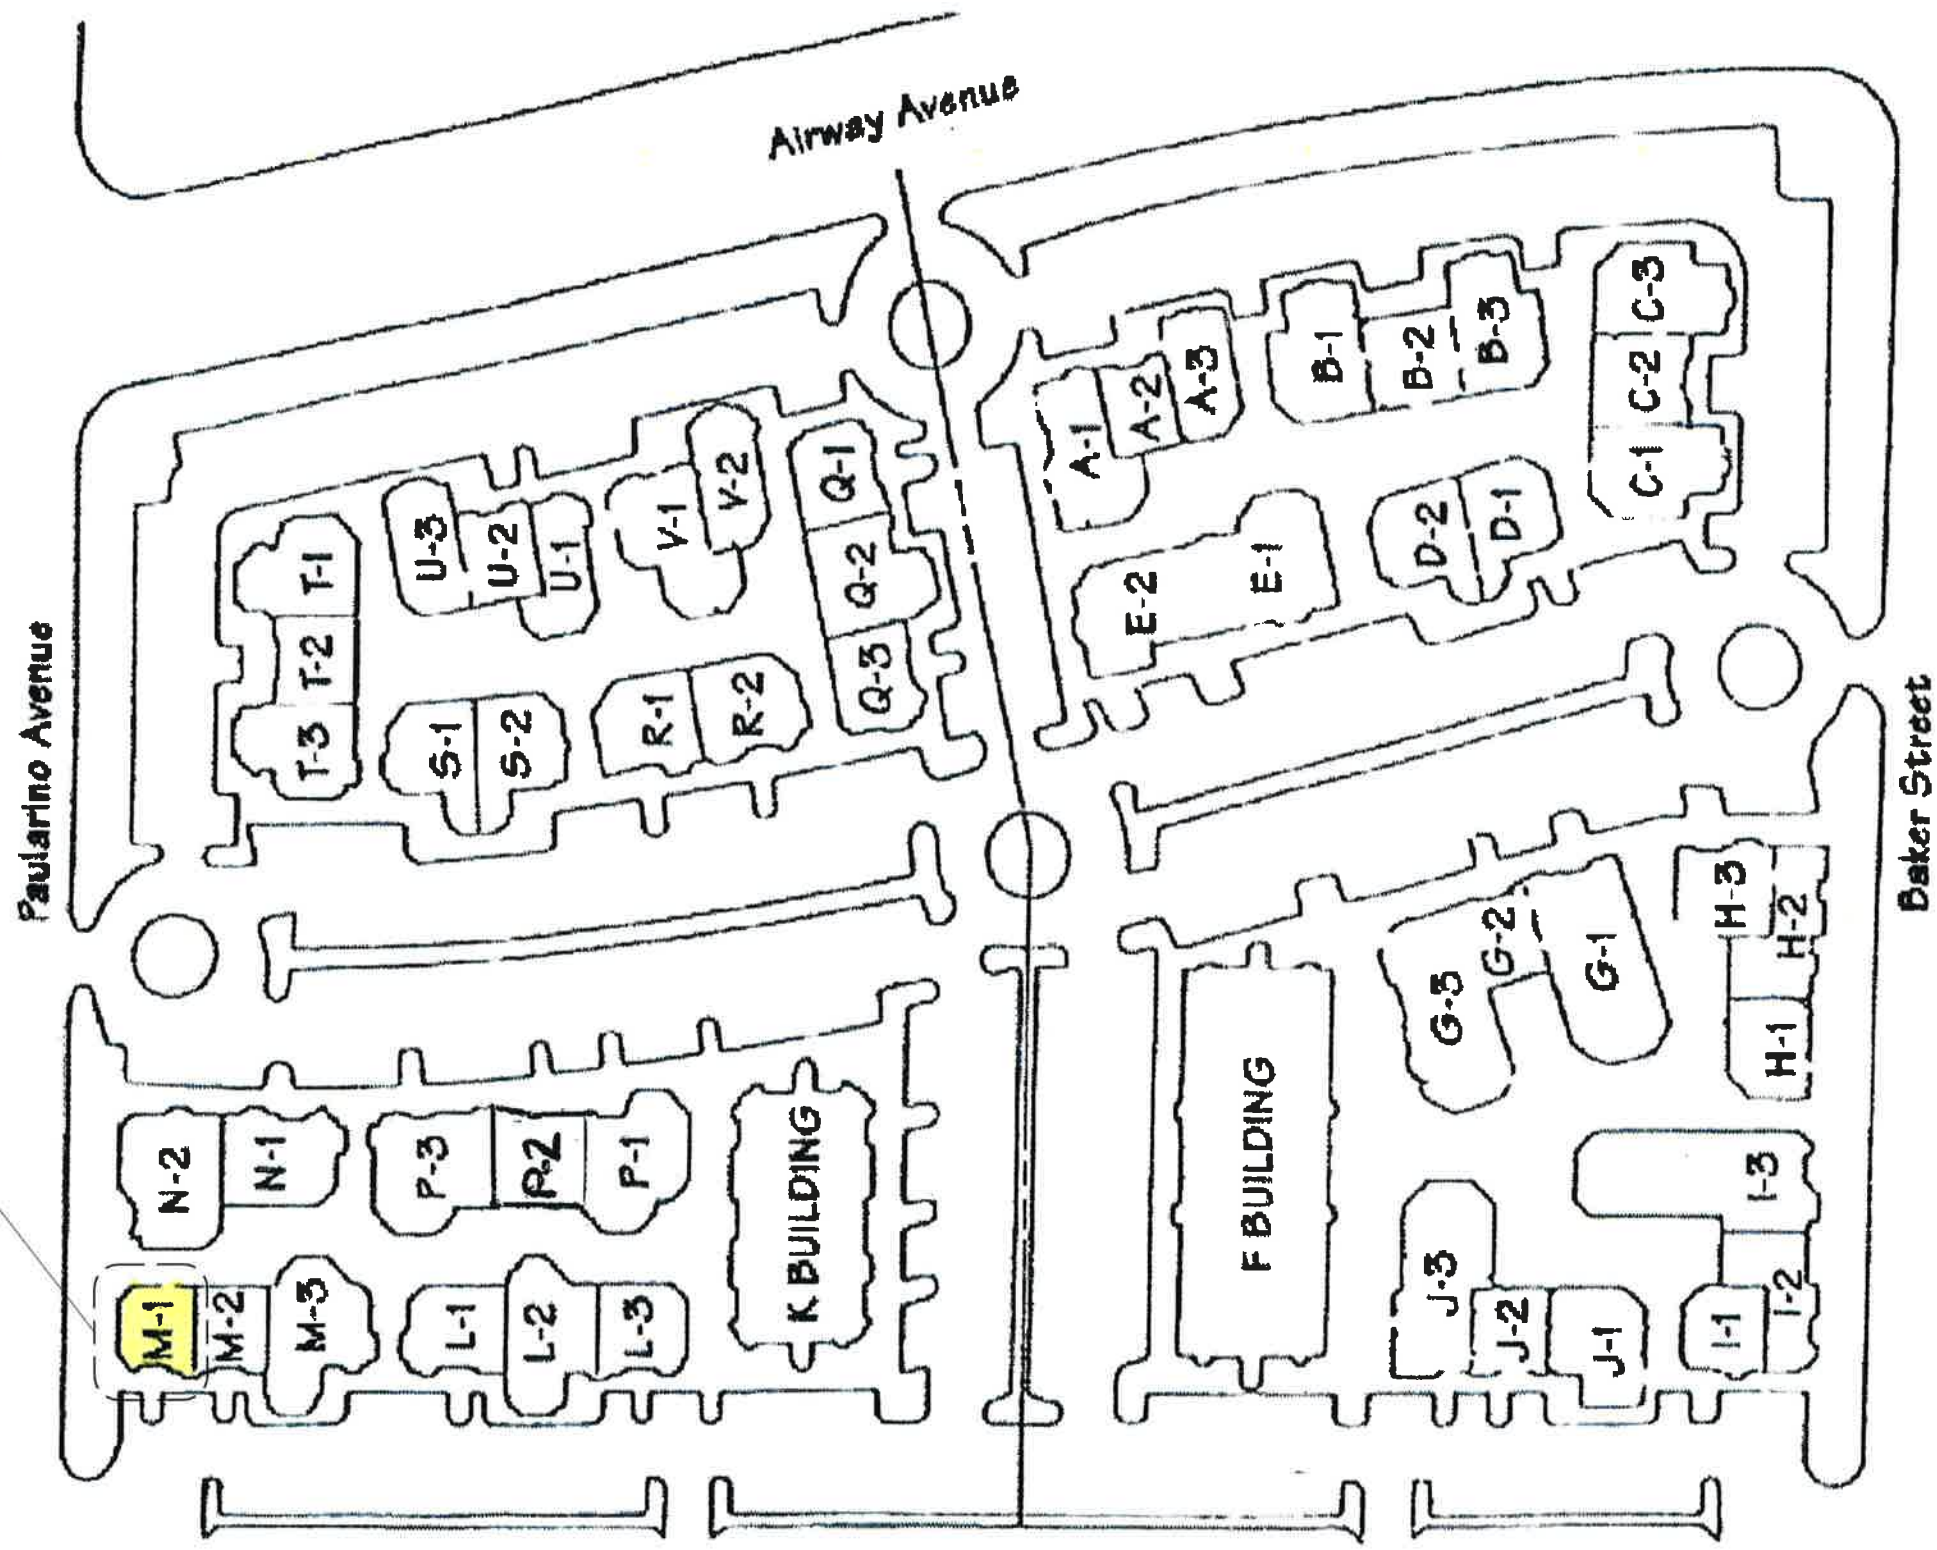 Airway Avenue
Paularino Avenue
Baker Street
T-1
T-2
T-3
U-3
U-2
U-1
V-1
V-2
Q-1
Q-2
Q-3
S-1
S-2
R-1
R-2
A-1
A-2
A-3
B-1
B-2
B-3
C-3
C-2
C-1
E-2
E-1
D-2
D-1
N-2
N-1
P-3
P-2
P-1
K BUILDING
M-1
M-2
M-3
L-1
L-2
L-3
F BUILDING
G-3
G-2
G-1
H-3
H-2
H-1
J-3
J-2
J-1
I-3
I-2
I-1